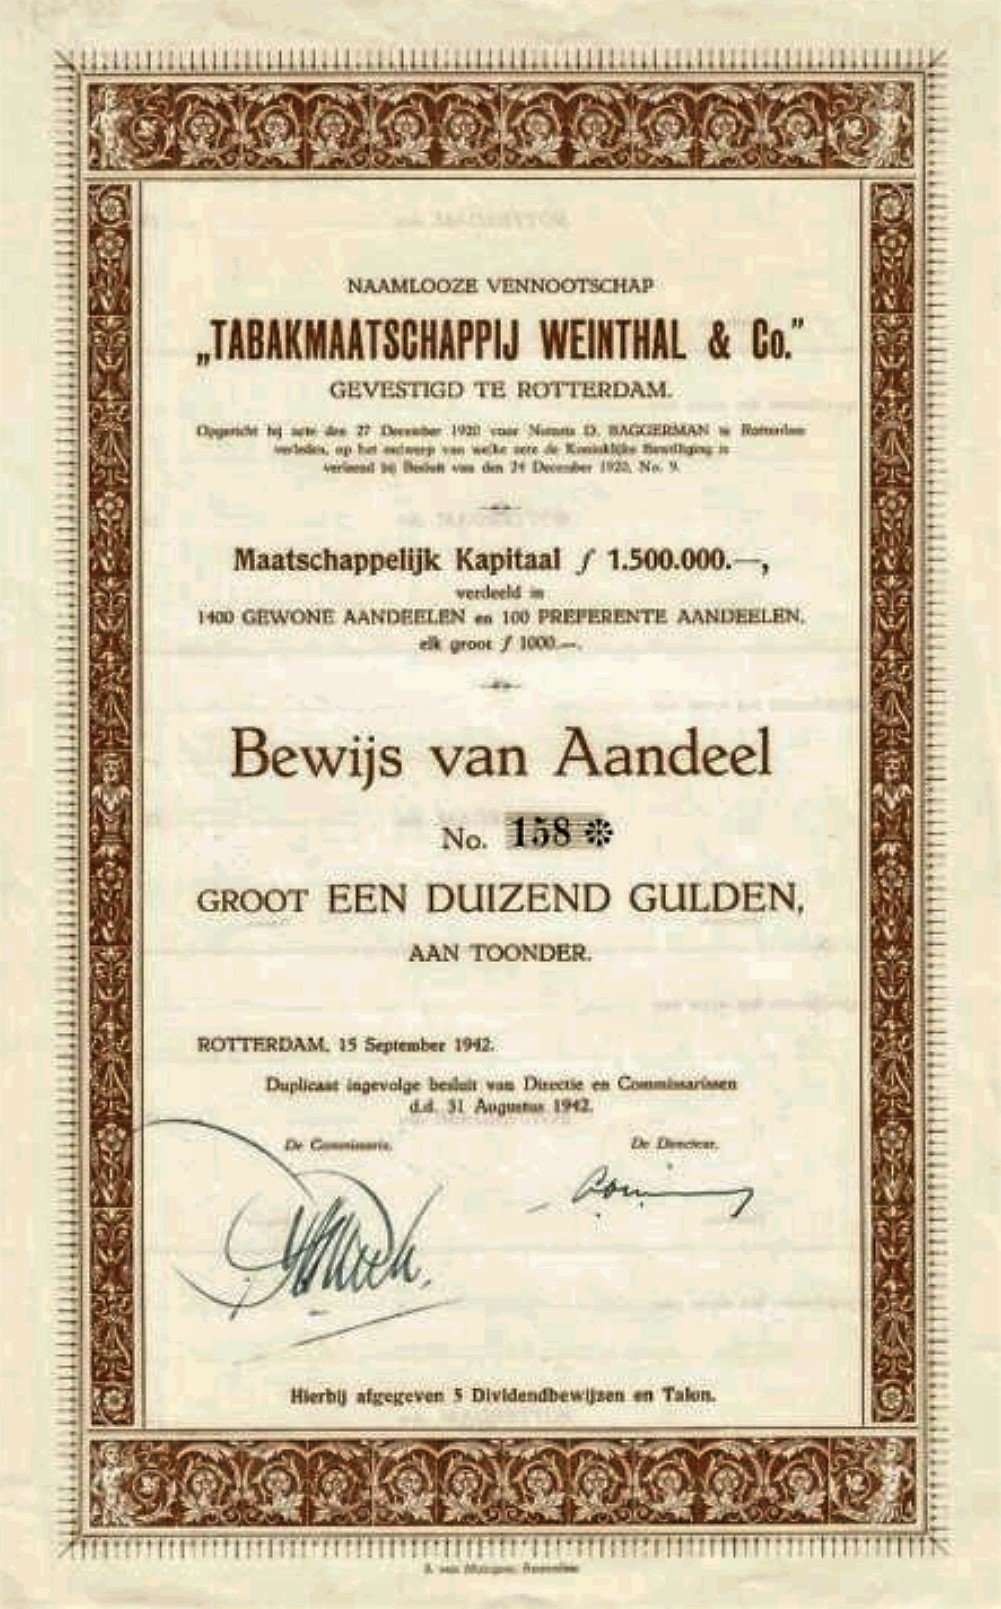 NAAMLOOZE VENNOOTSCHAP
„TABAKMAATSCHAPPIJ WEINTHAL & Co.”
GEVESTIGD TE ROTTERDAM.
Opgericht bij acte den 27 December 1920 voor Notaris D. BAGGERMAN te Rotterdam
verleden, op het ontwerp van welke acte de Koninklijke Bewilliging is
verleend bij Besluit van den 24 December 1920, No. 9.
Maatschappelijk Kapitaal ƒ 1.500.000.—,
verdeeld in
1400 GEWONE AANDEELEN en 100 PREFERENTE AANDEELEN,
elk groot ƒ 1000.—.
Bewijs van Aandeel
No. 158
GROOT EEN DUIZEND GULDEN,
AAN TOONDER.
ROTTERDAM, 15 September 1942.
Duplicaat ingevolge besluit van Directie en Commissarissen
d.d. 31 Augustus 1942.
De Commissaris. De Directeur.
Hierbij afgegeven 5 Dividendbewijzen en Talon.